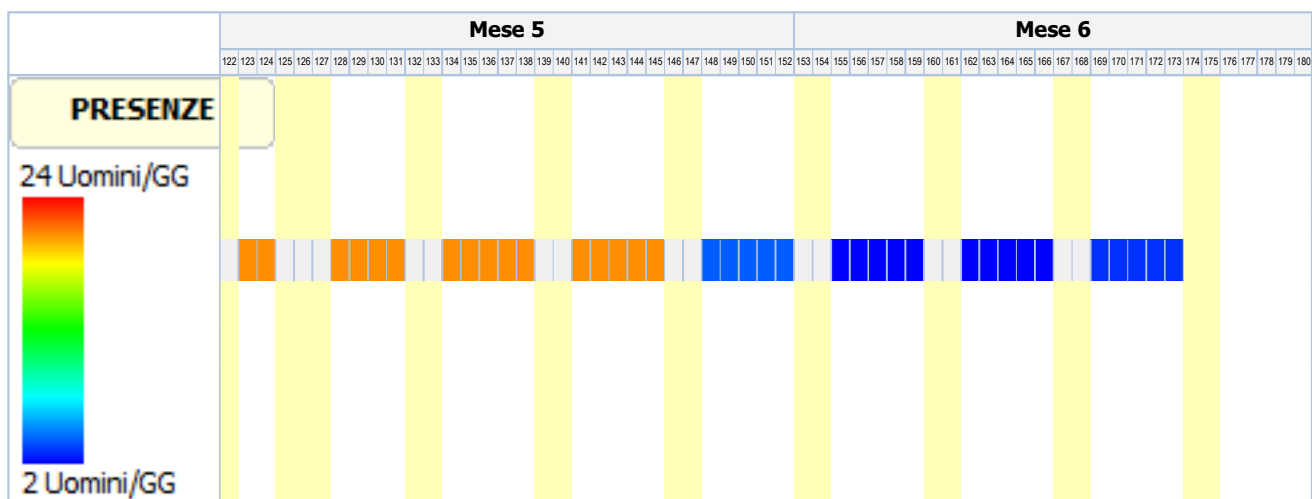 Mese 5 Mese 6
122 123 124 125 126 127 128 129 130 131 132 133 134 135 136 137 138 139 140 141 142 143 144 145 146 147 148 149 150 151 152 153 154 155 156 157 158 159 160 161 162 163 164 165 166 167 168 169 170 171 172 173 174 175 176 177 178 179 180
PRESENZE
24 Uomini/GG
2 Uomini/GG